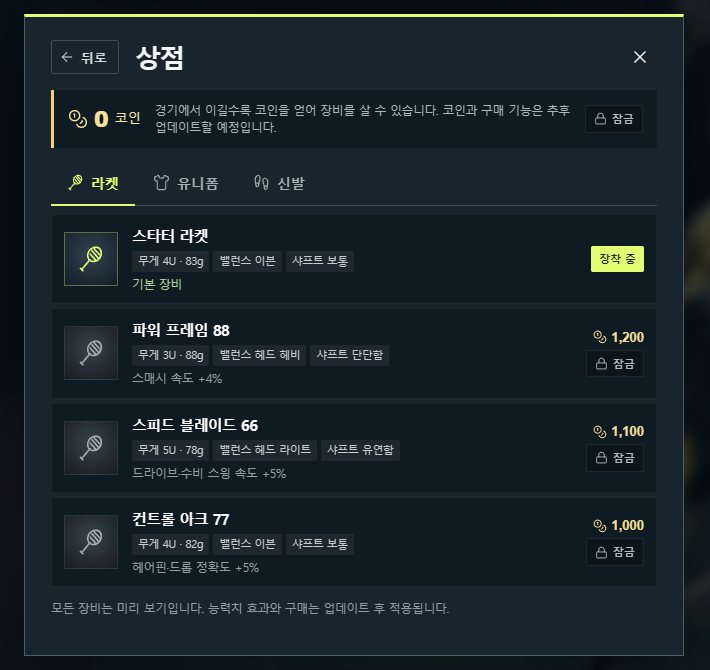 뒤로
상점
0 코인
경기에서 이길수록 코인을 얻어 장비를 살 수 있습니다. 코인과 구매 기능은 추후
업데이트할 예정입니다.
잠금
라켓
유니폼
신발
스타터 라켓
무게 4U · 83g
밸런스 이븐
샤프트 보통
기본 장비
장착 중
파워 프레임 88
무게 3U · 88g
밸런스 헤드 헤비
샤프트 단단함
스매시 속도 +4%
1,200
잠금
스피드 블레이드 66
무게 5U · 78g
밸런스 헤드 라이트
샤프트 유연함
드라이브·수비 스윙 속도 +5%
1,100
잠금
컨트롤 아크 77
무게 4U · 82g
밸런스 이븐
샤프트 보통
헤어핀·드롭 정확도 +5%
1,000
잠금
모든 장비는 미리 보기입니다. 능력치 효과와 구매는 업데이트 후 적용됩니다.